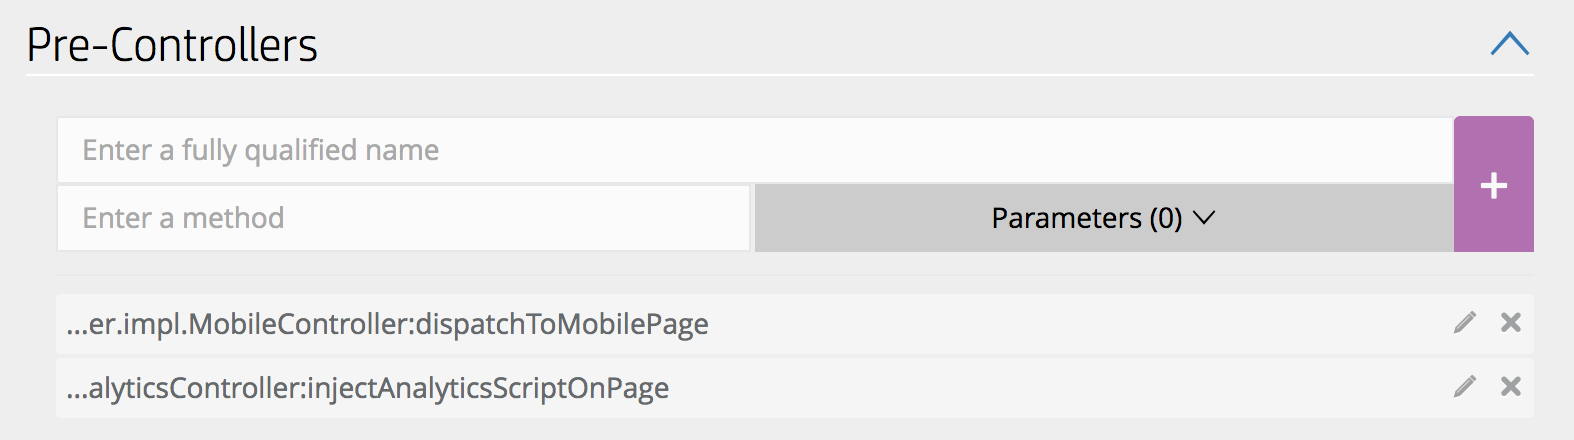 Pre-Controllers
Enter a fully qualified name
+
Enter a method
Parameters (0)
...er.impl.MobileController:dispatchToMobilePage
...alyticsController:injectAnalyticsScriptOnPage